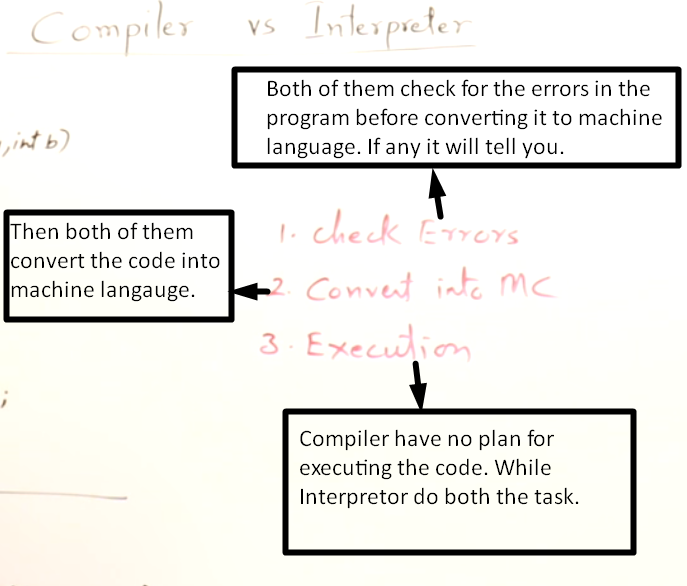 Compiler vs Interpreter
Both of them check for the errors in the
program before converting it to machine
language. If any it will tell you.
,int b)
1. check Errors
Then both of them
convert the code into
machine langauge.
2. Convert into MC
3. Execution
;
Compiler have no plan for
executing the code. While
Interpretor do both the task.